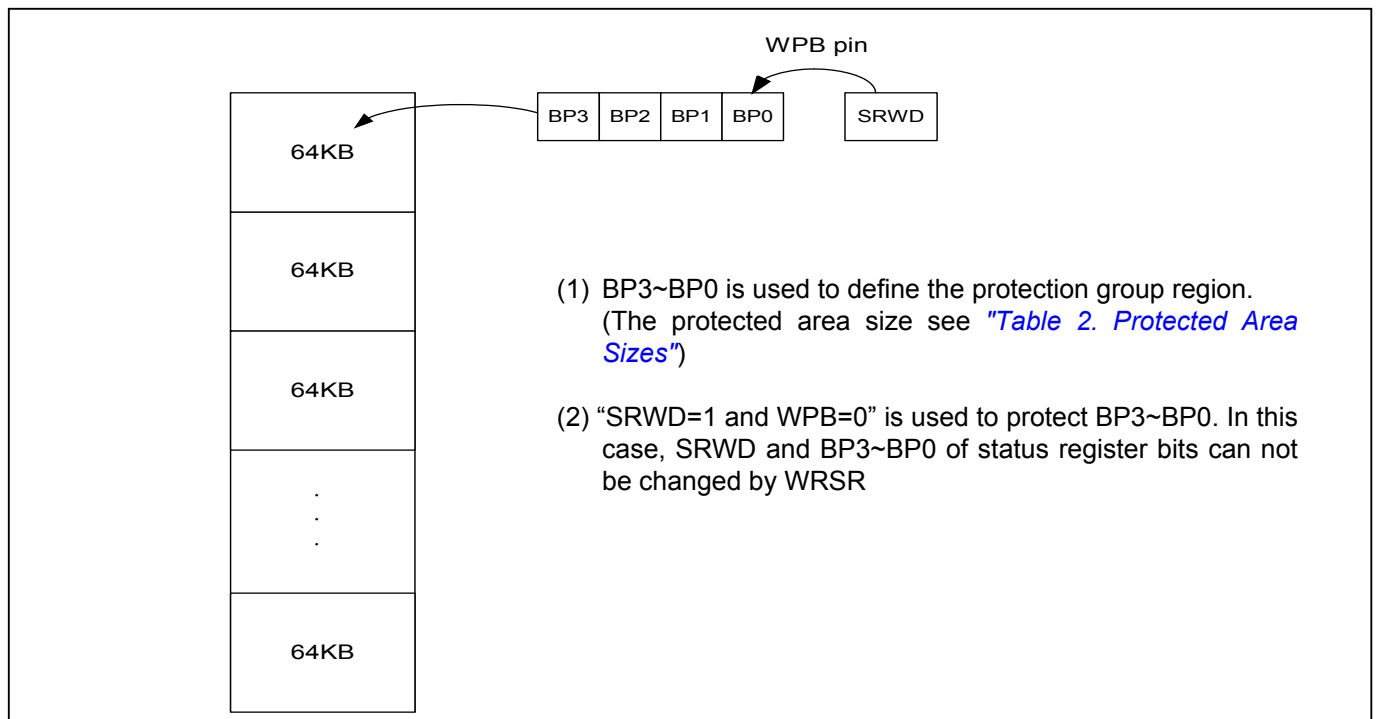 WPB pin
BP3 BP2 BP1 BP0 SRWD
64KB
64KB
64KB
.
.
.
64KB
(1) BP3~BP0 is used to define the protection group region.
(The protected area size see "Table 2. Protected Area
Sizes")
(2) “SRWD=1 and WPB=0” is used to protect BP3~BP0. In this
case, SRWD and BP3~BP0 of status register bits can not
be changed by WRSR